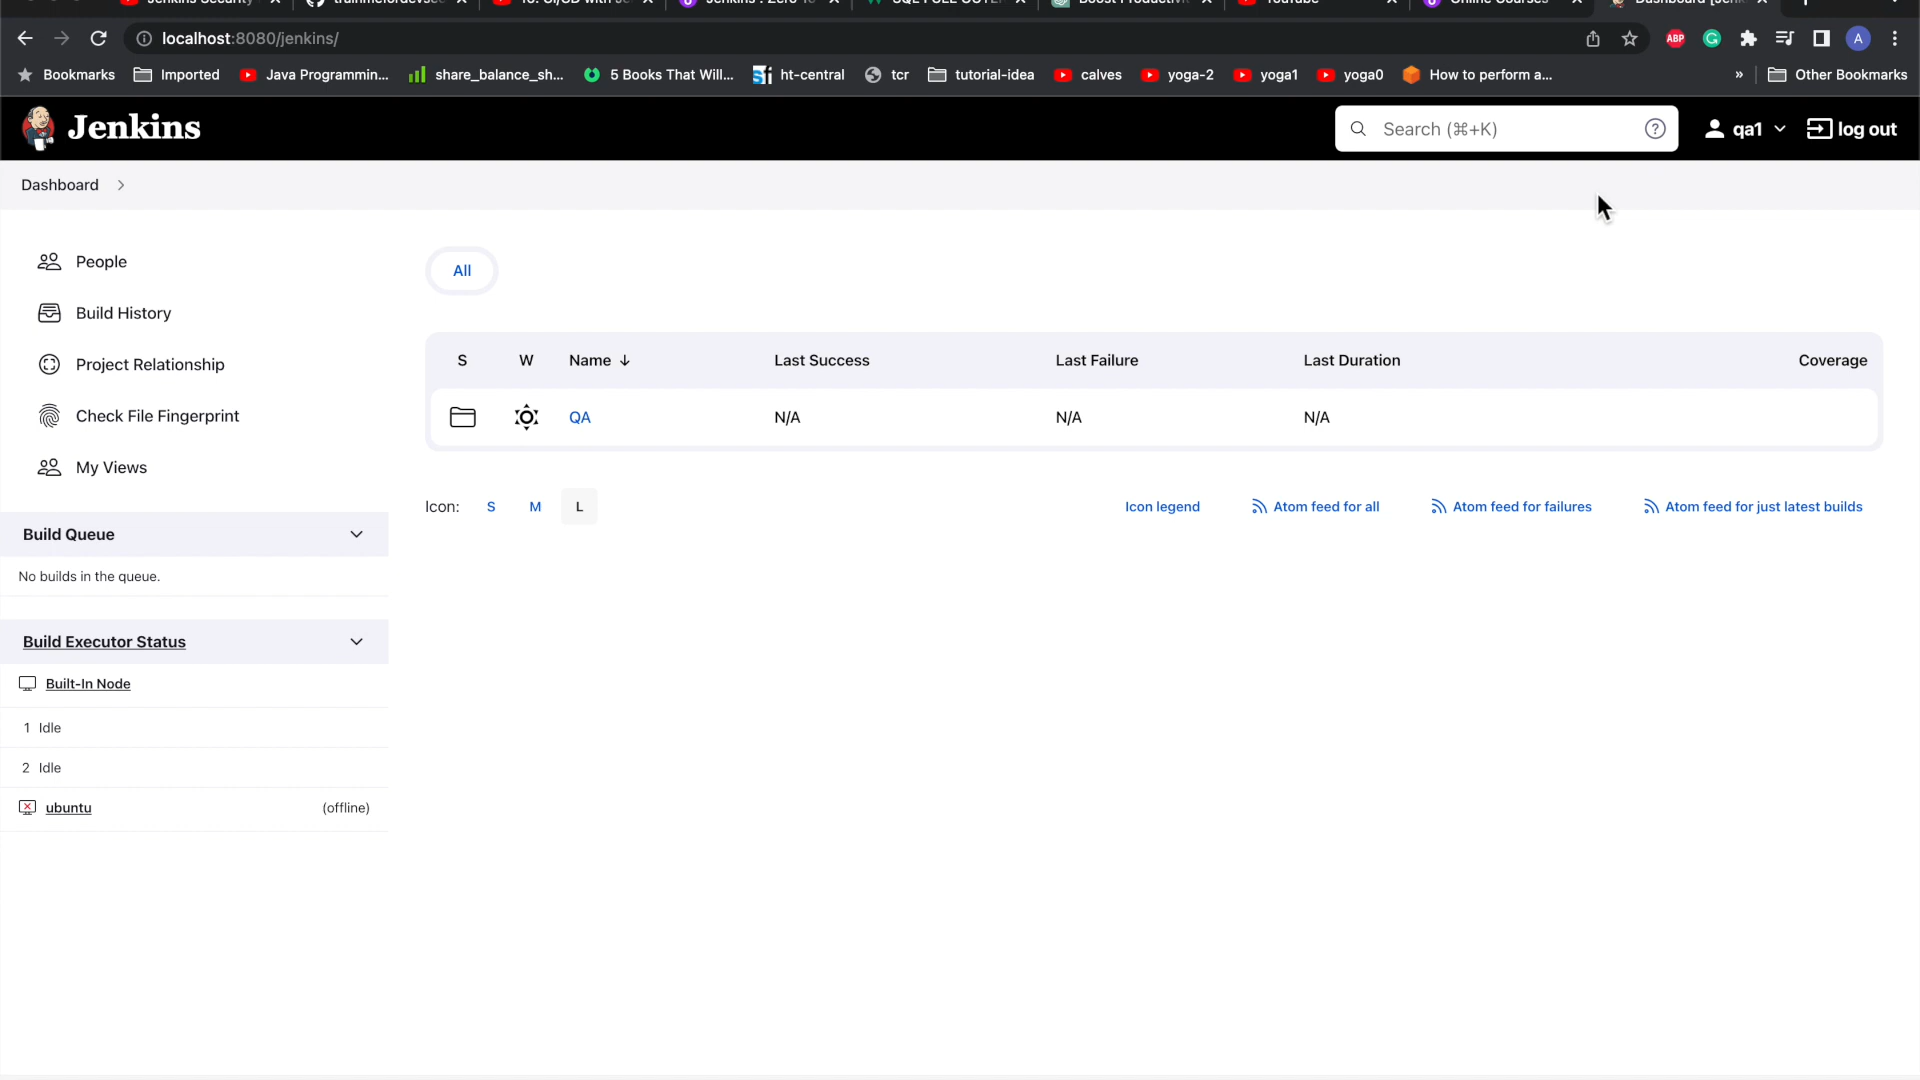 localhost:8080/jenkins/
ABP
A
Bookmarks
Imported
Java Programmin...
share_balance_sh...
5 Books That Will...
ht-central
tcr
tutorial-idea
calves
yoga-2
yoga1
yoga0
How to perform a...
»
Other Bookmarks
Jenkins
Search (⌘+K)
qa1
log out
Dashboard
People
Build History
Project Relationship
Check File Fingerprint
My Views
All
S W Name ↓ Last Success Last Failure Last Duration Coverage
QA N/A N/A N/A
Icon: S M L
Icon legend
Atom feed for all
Atom feed for failures
Atom feed for just latest builds
Build Queue
No builds in the queue.
Build Executor Status
Built-In Node
1 Idle
2 Idle
ubuntu (offline)